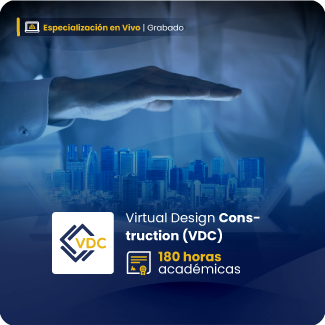 Especialización en Vivo | Grabado
Virtual Design Cons-
truction (VDC)
VDC
180 horas
académicas